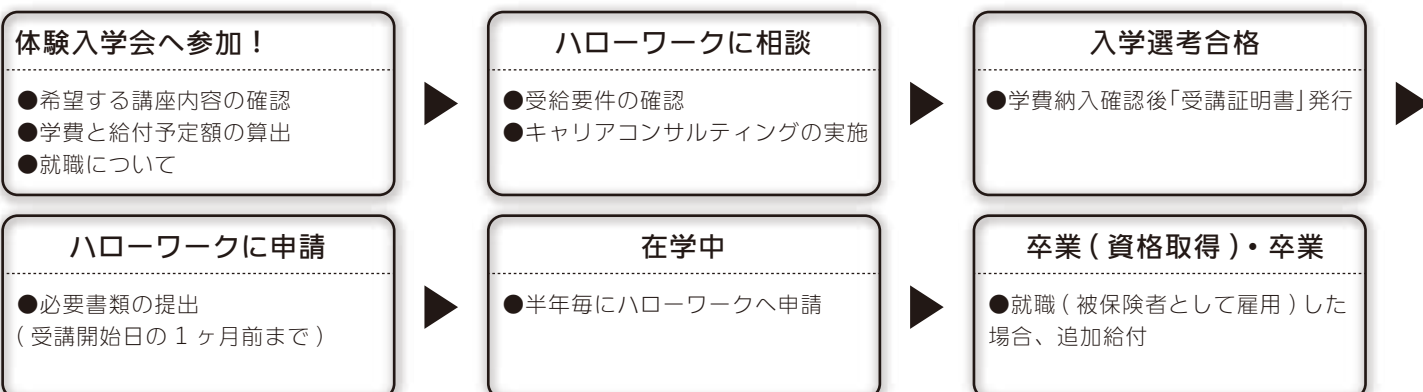 体験入学会へ参加！
●希望する講座内容の確認
●学費と給付予定額の算出
●就職について
ハローワークに相談
●受給要件の確認
●キャリアコンサルティングの実施
入学選考合格
●学費納入確認後「受講証明書」発行
ハローワークに申請
●必要書類の提出
( 受講開始日の 1 ヶ月前まで )
在学中
●半年毎にハローワークへ申請
卒業 ( 資格取得 )・卒業
●就職 ( 被保険者として雇用 ) した
場合、追加給付